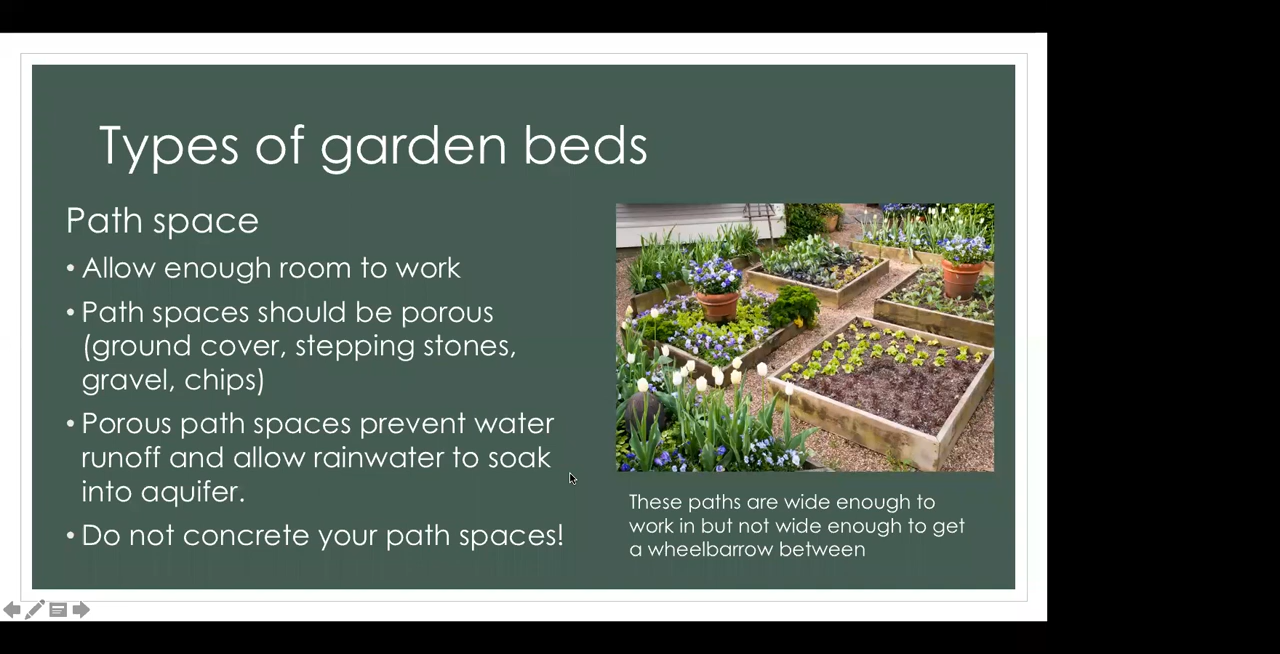 Types of garden beds
Path space
• Allow enough room to work
• Path spaces should be porous
(ground cover, stepping stones,
gravel, chips)
• Porous path spaces prevent water
runoff and allow rainwater to soak
into aquifer.
• Do not concrete your path spaces!
These paths are wide enough to
work in but not wide enough to get
a wheelbarrow between